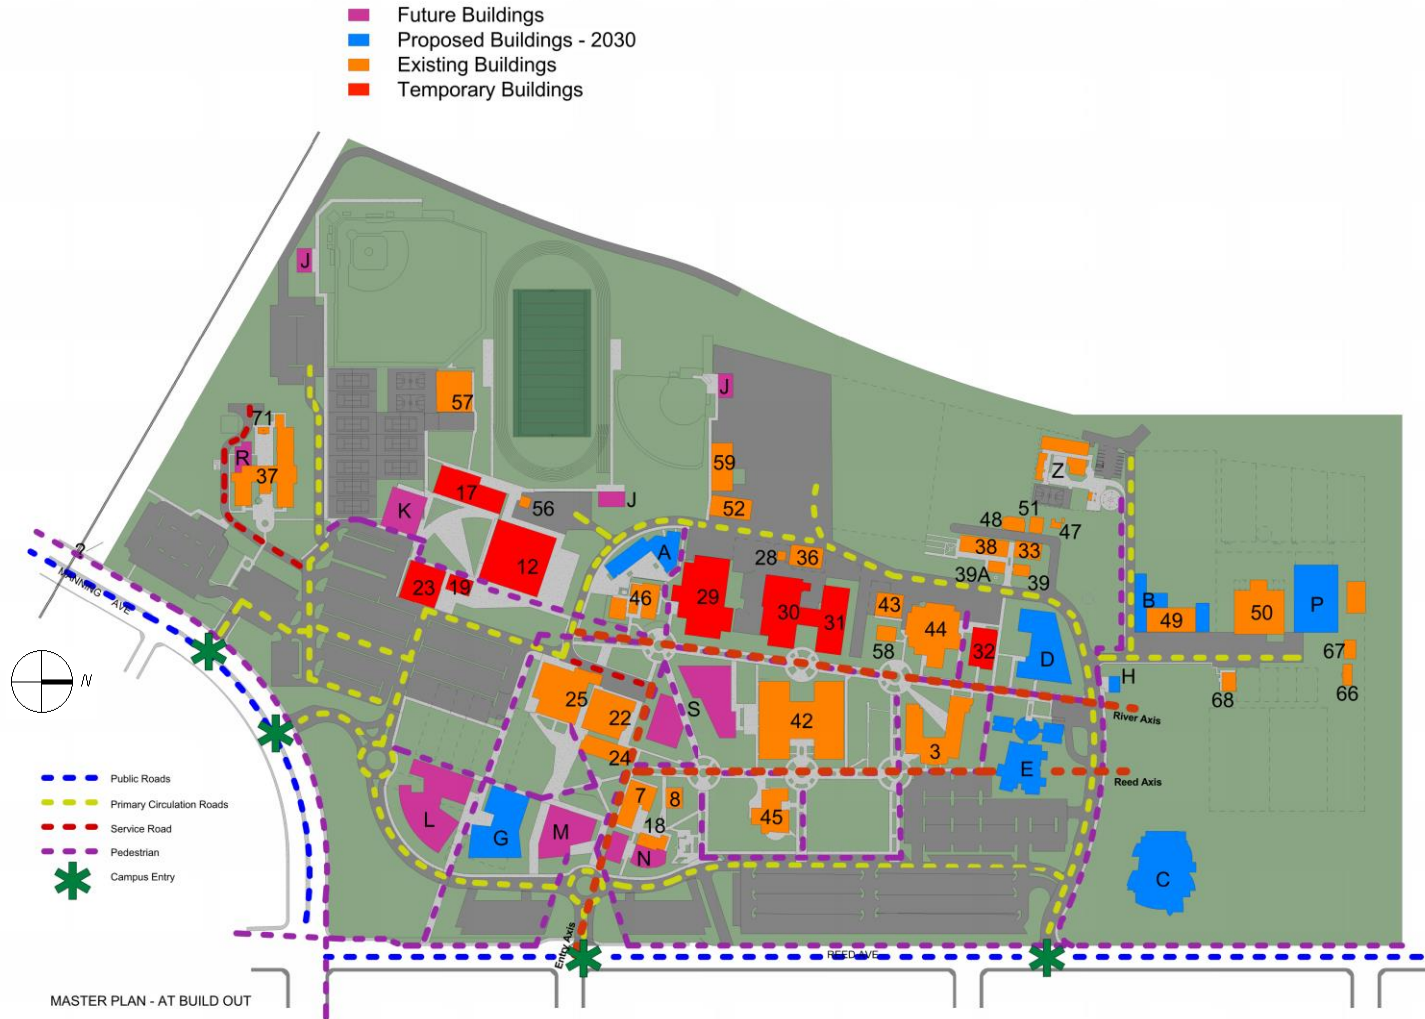 Future Buildings
Proposed Buildings - 2030
Existing Buildings
Temporary Buildings
J
J
57
71
R
37
59
Z
17
K
56
J
52
51
48
47
38
33
39A
39
A
28
36
12
23
19
46
29
30
31
43
44
58
32
D
B
49
50
P
67
66
68
H
2
MANNING AVE
N
25
22
24
S
42
3
E
River Axis
Reed Axis
Public Roads
Primary Circulation Roads
Service Road
Pedestrian
Campus Entry
L
G
M
7
8
18
N
45
C
Entry Axis
REED AVE
MASTER PLAN - AT BUILD OUT